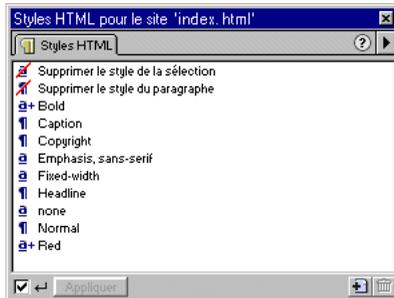 Styles HTML pour le site 'index.html'
Styles HTML
?
a Supprimer le style de la sélection
¶ Supprimer le style du paragraphe
a+ Bold
¶ Caption
¶ Copyright
a Emphasis, sans-serif
a Fixed-width
¶ Headline
a none
¶ Normal
a+ Red
Appliquer